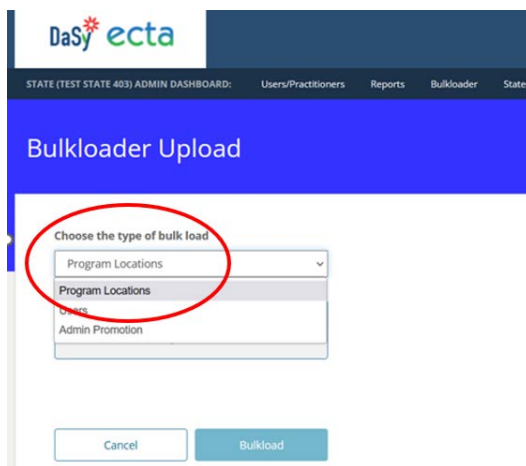 DaSy ecta
STATE (TEST STATE 403) ADMIN DASHBOARD: Users/Practitioners Reports Bulkloader State
Bulkloader Upload
Choose the type of bulk load
Program Locations
Program Locations
Users
Admin Promotion
Cancel Bulkload